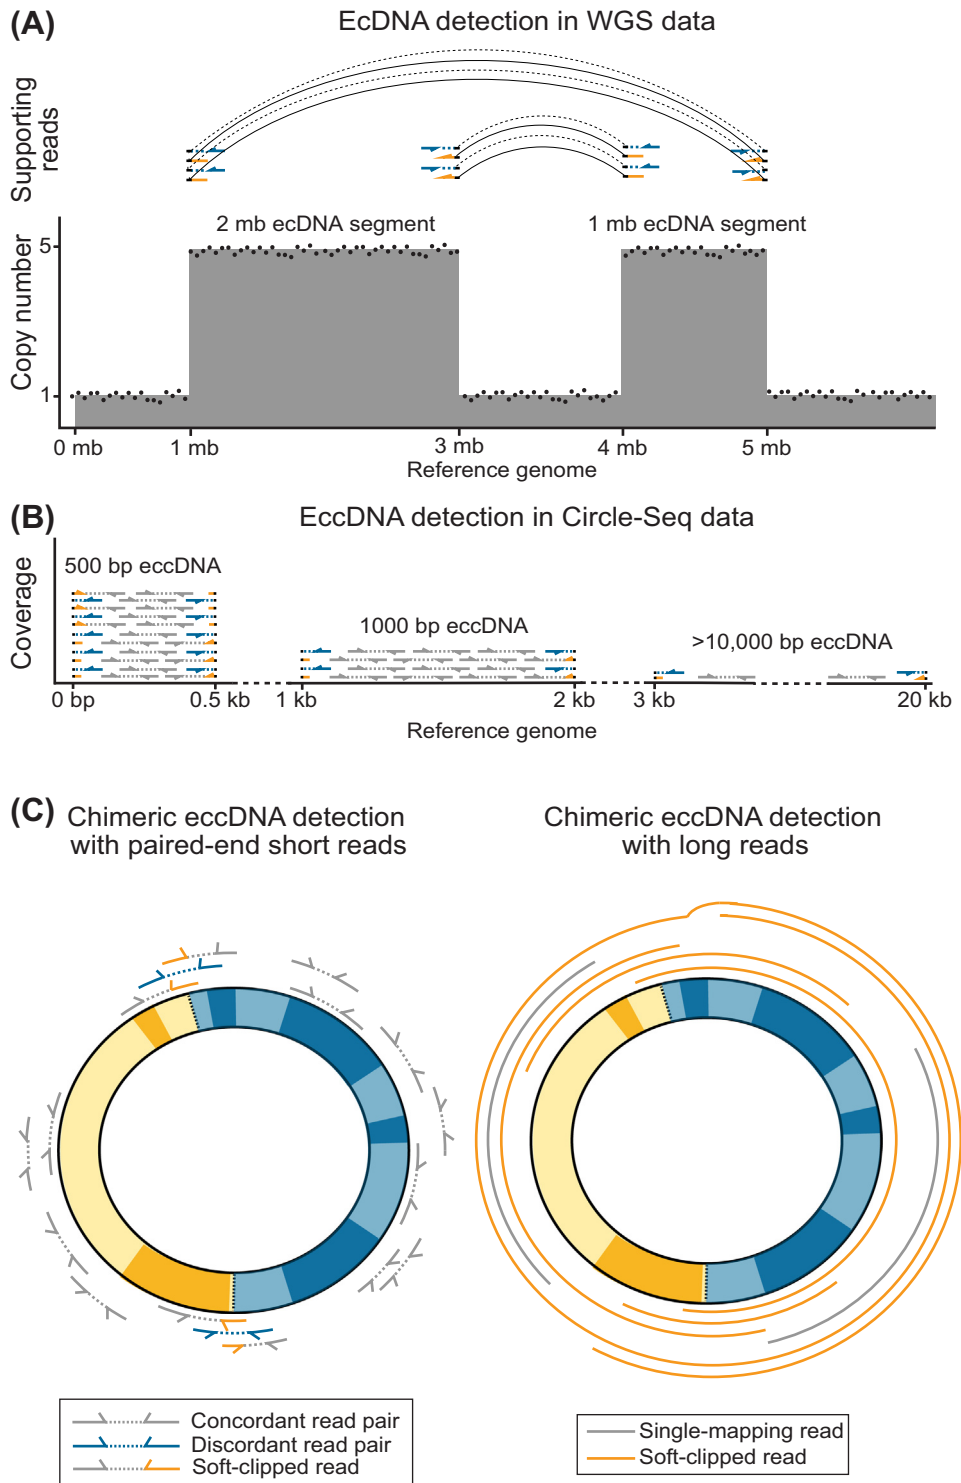 (A)
EcDNA detection in WGS data
Supporting
reads
2 mb ecDNA segment
1 mb ecDNA segment
Copy number
5
1
0 mb
1 mb
3 mb
4 mb
5 mb
Reference genome
(B)
EccDNA detection in Circle-Seq data
Coverage
500 bp eccDNA
1000 bp eccDNA
>10,000 bp eccDNA
0 bp
0.5 kb
1 kb
2 kb
3 kb
20 kb
Reference genome
(C)
Chimeric eccDNA detection
with paired-end short reads
Chimeric eccDNA detection
with long reads
Concordant read pair
Discordant read pair
Soft-clipped read
Single-mapping read
Soft-clipped read